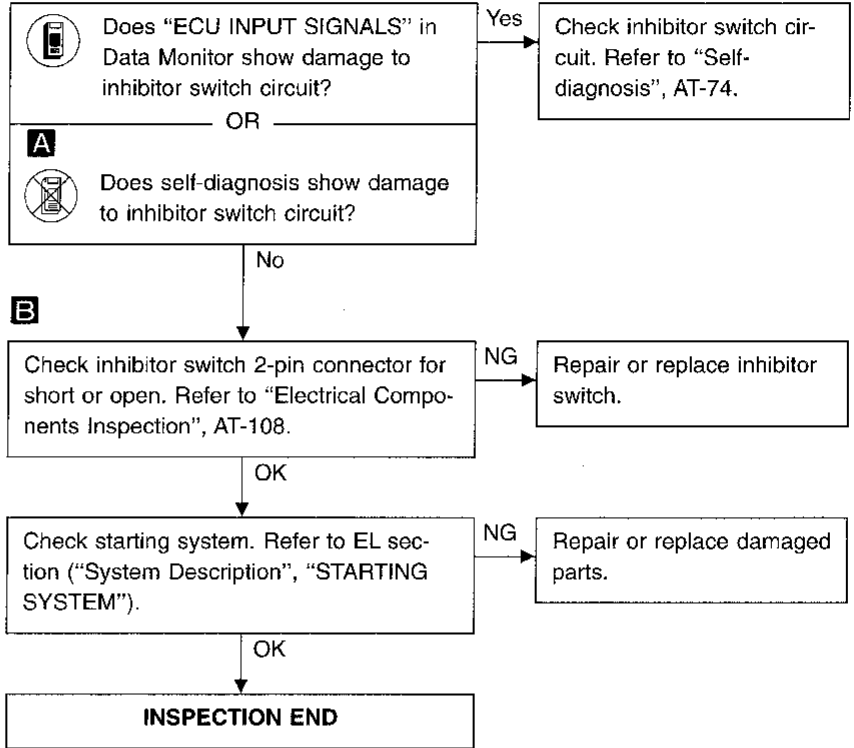 Does “ECU INPUT SIGNALS” in
Data Monitor show damage to
inhibitor switch circuit?
Yes
Check inhibitor switch cir-
cuit. Refer to “Self-
diagnosis”, AT-74.
OR
A
Does self-diagnosis show damage
to inhibitor switch circuit?
No
B
Check inhibitor switch 2-pin connector for
short or open. Refer to “Electrical Compo-
nents Inspection”, AT-108.
NG
Repair or replace inhibitor
switch.
OK
Check starting system. Refer to EL sec-
tion (“System Description”, “STARTING
SYSTEM”).
NG
Repair or replace damaged
parts.
OK
INSPECTION END